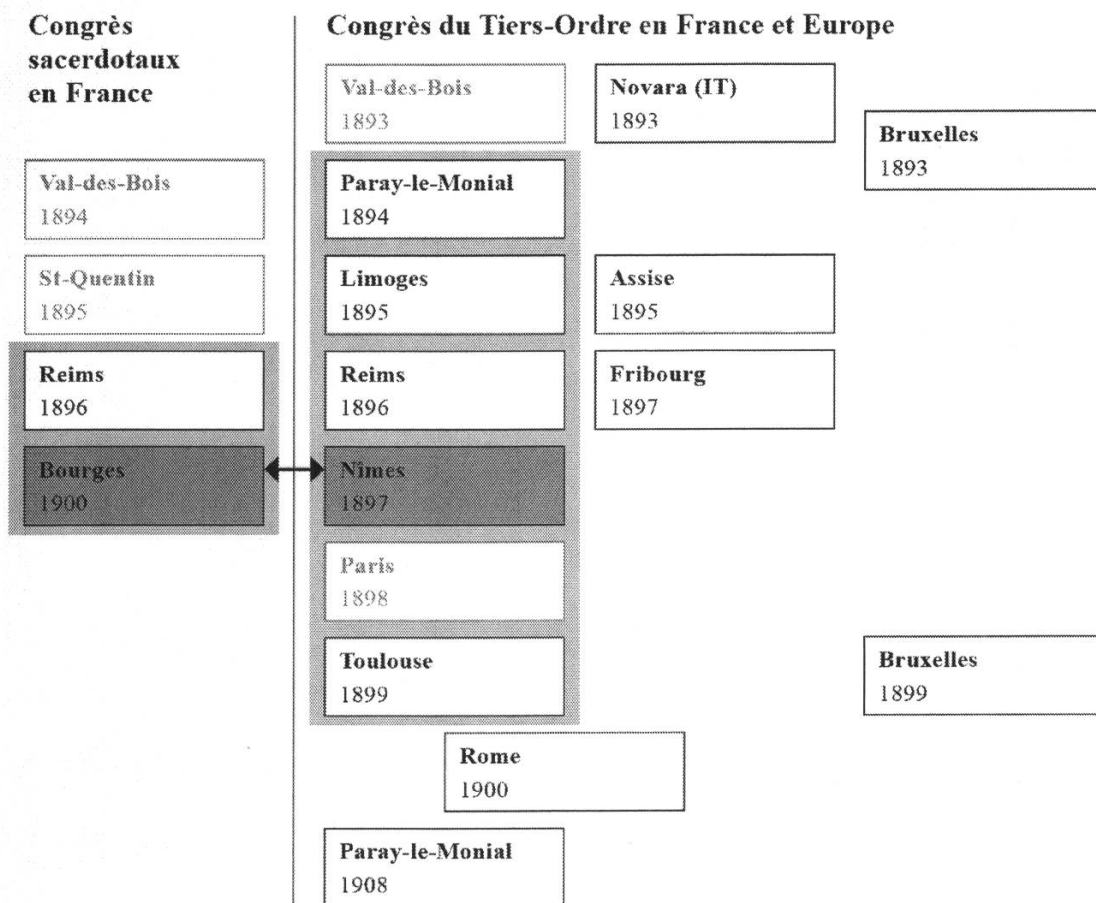 Congrès
sacerdotaux
en France
Val-des-Bois
1894
St-Quentin
1895
Reims
1896
Bourges
1900
Congrès du Tiers-Ordre en France et Europe
Val-des-Bois
1893
Novara (IT)
1893
Bruxelles
1893
Paray-le-Monial
1894
Limoges
1895
Assise
1895
Reims
1896
Fribourg
1897
Nîmes
1897
Paris
1898
Toulouse
1899
Bruxelles
1899
Rome
1900
Paray-le-Monial
1908